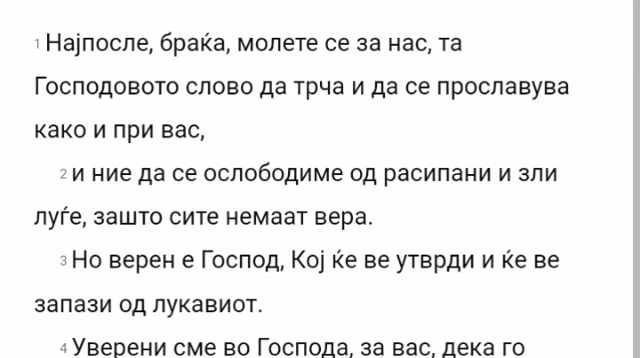 1 Најпосле, браќа, молете се за нас, та
Господовото слово да трча и да се прославува
како и при вас,
2 и ние да се ослободиме од расипани и зли
луѓе, зашто сите немаат вера.
3 Но верен е Господ, Кој ќе ве утврди и ќе ве
запази од лукавиот.
4 Уверени сме во Господа, за вас, дека го